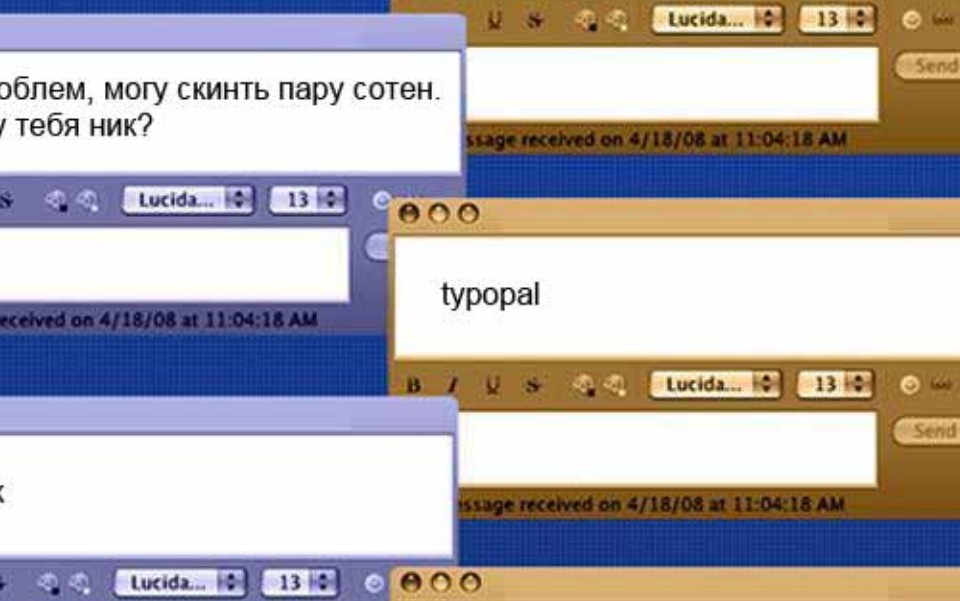 Lucida... 13
Send
облем, могу скинть пару сотен.
у тебя ник?
ssage received on 4/18/08 at 11:04:18 AM
Lucida... 13
eceived on 4/18/08 at 11:04:18 AM
typopal
B I U S Lucida... 13
Send
к
ssage received on 4/18/08 at 11:04:18 AM
Lucida... 13